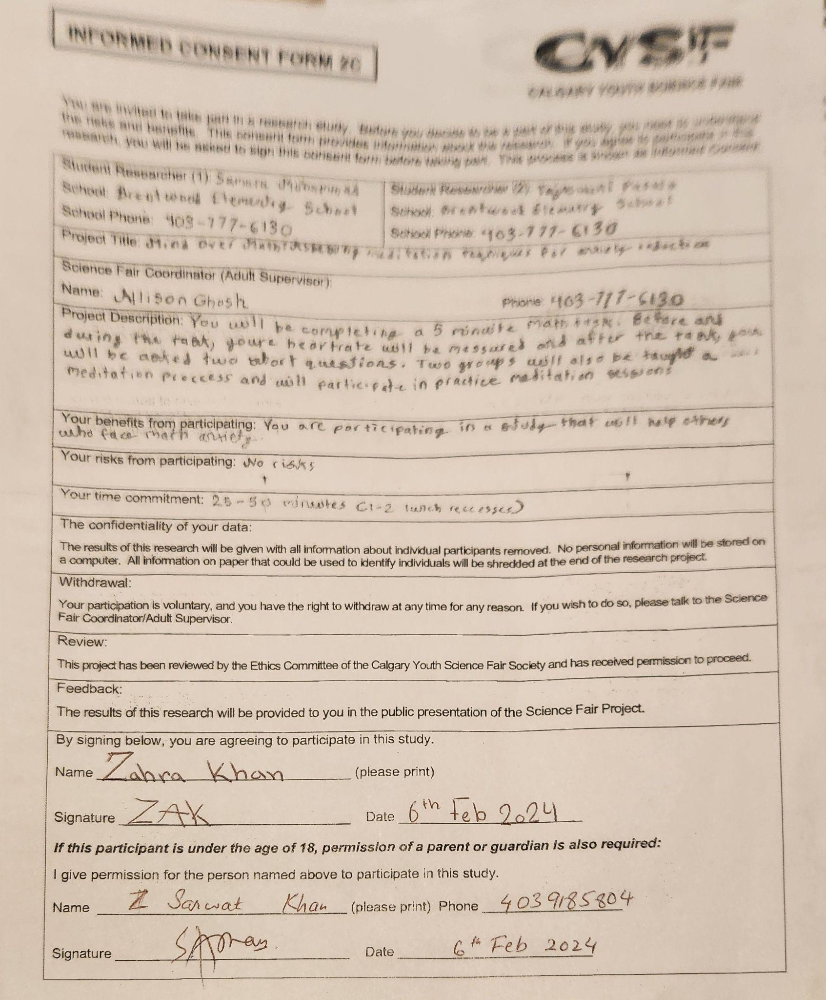 INFORMED CONSENT FORM 2C
CYSF
CALGARY YOUTH SCIENCE FAIR
You are invited to take part in a research study. Before you decide to be a part of this study, you need to understand
the risks and benefits. This consent form provides information about the research. If you agree to participate in this
research, you will be asked to sign this consent form before taking part. This process is known as Informed Consent.
Student Researcher (1):
School: Brentwood Elementry School
School Phone: 403-777-6130
Student Researcher (2)
School: Brentwood Elementry School
School Phone: 403-777-6130
Project Title: Mind Over Math: Assessing meditation for anxiety reduction
Science Fair Coordinator (Adult Supervisor):
Name: Allison Ghosh Phone: 403-777-6130
Project Description: You will be completing a 5 minuite math task. Before and
during the task, youre heartrate will be messured and after the task, you
will be asked two short questions. Two groups will also be taught a
meditation proccess and will participate in practice meditation sessions
Your benefits from participating: You are participating in a study that will help others
who face math anxiety.
Your risks from participating: No risks
Your time commitment: 25-50 (1-2 lunch reccesses)
The confidentiality of your data:
The results of this research will be given with all information about individual participants removed. No personal information will be stored on
a computer. All information on paper that could be used to identify individuals will be shredded at the end of the research project.
Withdrawal:
Your participation is voluntary, and you have the right to withdraw at any time for any reason. If you wish to do so, please talk to the Science
Fair Coordinator/Adult Supervisor.
Review:
This project has been reviewed by the Ethics Committee of the Calgary Youth Science Fair Society and has received permission to proceed.
Feedback:
The results of this research will be provided to you in the public presentation of the Science Fair Project.
By signing below, you are agreeing to participate in this study.
Name Zahra Khan (please print)
Signature ZAK Date 6th Feb 2024
If this participant is under the age of 18, permission of a parent or guardian is also required:
I give permission for the person named above to participate in this study.
Name Sarwat Khan (please print) Phone 4039185804
Signature Date 6th Feb 2024